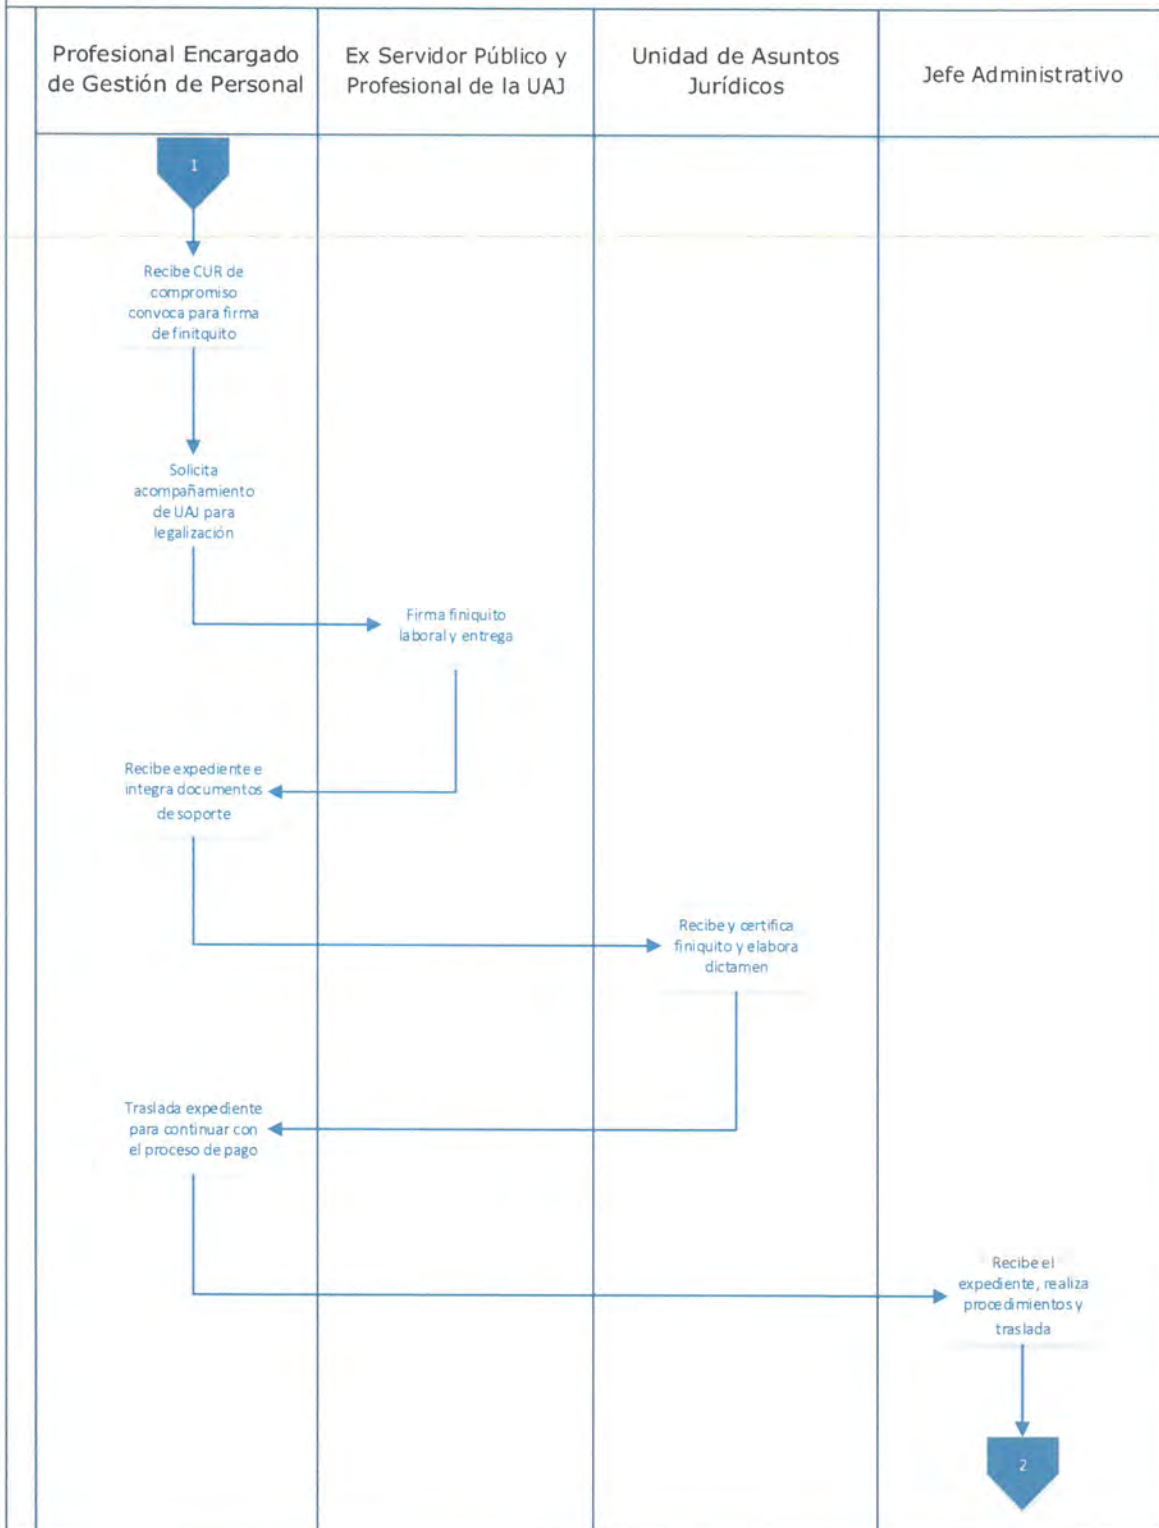 Profesional Encargado
de Gestión de Personal
Ex Servidor Público y
Profesional de la UAJ
Unidad de Asuntos
Jurídicos
Jefe Administrativo
1
Recibe CUR de
compromiso
convoca para firma
de finitquito
Solicita
acompañamiento
de UAJ para
legalización
Firma finiquito
laboral y entrega
Recibe expediente e
integra documentos
de soporte
Recibe y certifica
finiquito y elabora
dictamen
Traslada expediente
para continuar con
el proceso de pago
Recibe el
expediente, realiza
procedimientos y
traslada
2